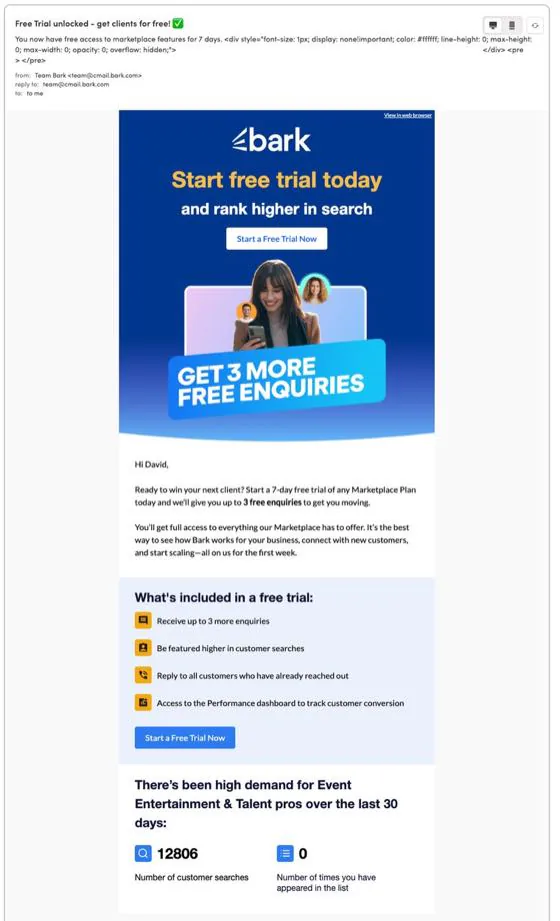 Free Trial unlocked - get clients for free! ✅
You now have free access to marketplace features for 7 days. <div style="font-size: 1px; display: none!important; color: #ffffff; line-height: 0; max-height:
0; max-width: 0; opacity: 0; overflow: hidden;"> </div> <pre
> </pre>
from: Team Bark <team@cmail.bark.com>
reply to: team@cmail.bark.com
to: to me
View in web browser
bark
Start free trial today
and rank higher in search
Start a Free Trial Now
GET 3 MORE
FREE ENQUIRIES
Hi David,
Ready to win your next client? Start a 7-day free trial of any Marketplace Plan
today and we'll give you up to 3 free enquiries to get you moving.
You'll get full access to everything our Marketplace has to offer. It's the best
way to see how Bark works for your business, connect with new customers,
and start scaling—all on us for the first week.
What's included in a free trial:
Receive up to 3 more enquiries
Be featured higher in customer searches
Reply to all customers who have already reached out
Access to the Performance dashboard to track customer conversion
Start a Free Trial Now
There's been high demand for Event
Entertainment & Talent pros over the last 30
days:
12806
Number of customer searches
0
Number of times you have
appeared in the list